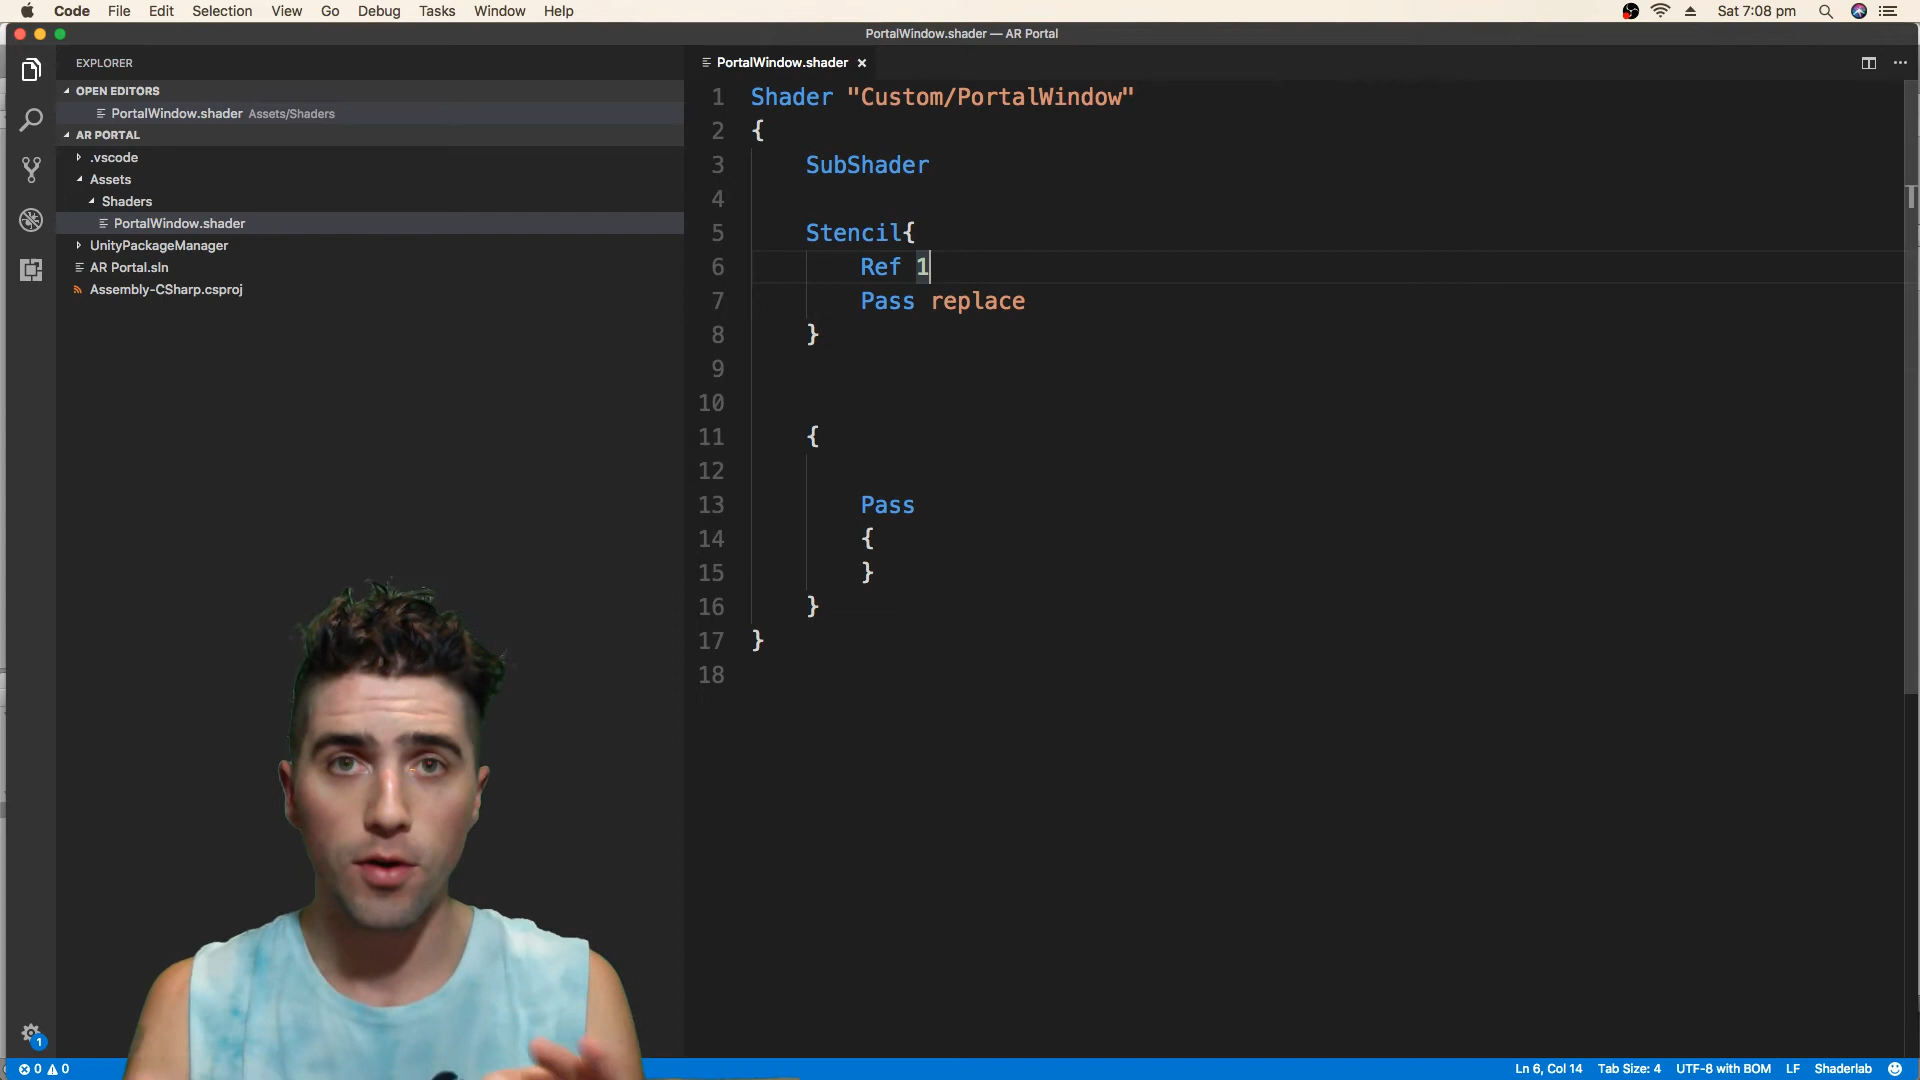 Code File Edit Selection View Go Debug Tasks Window Help Sat 7:08 pm
PortalWindow.shader — AR Portal
EXPLORER
PortalWindow.shader ×
OPEN EDITORS
PortalWindow.shader Assets/Shaders
AR PORTAL
.vscode
Assets
Shaders
PortalWindow.shader
UnityPackageManager
AR Portal.sln
Assembly-CSharp.csproj
1 Shader "Custom/PortalWindow"
2 {
3 SubShader
4
5 Stencil{
6 Ref 1
7 Pass replace
8 }
9
10
11 {
12
13 Pass
14 {
15 }
16 }
17 }
18
1
0 0 Ln 6, Col 14 Tab Size: 4 UTF-8 with BOM LF Shaderlab